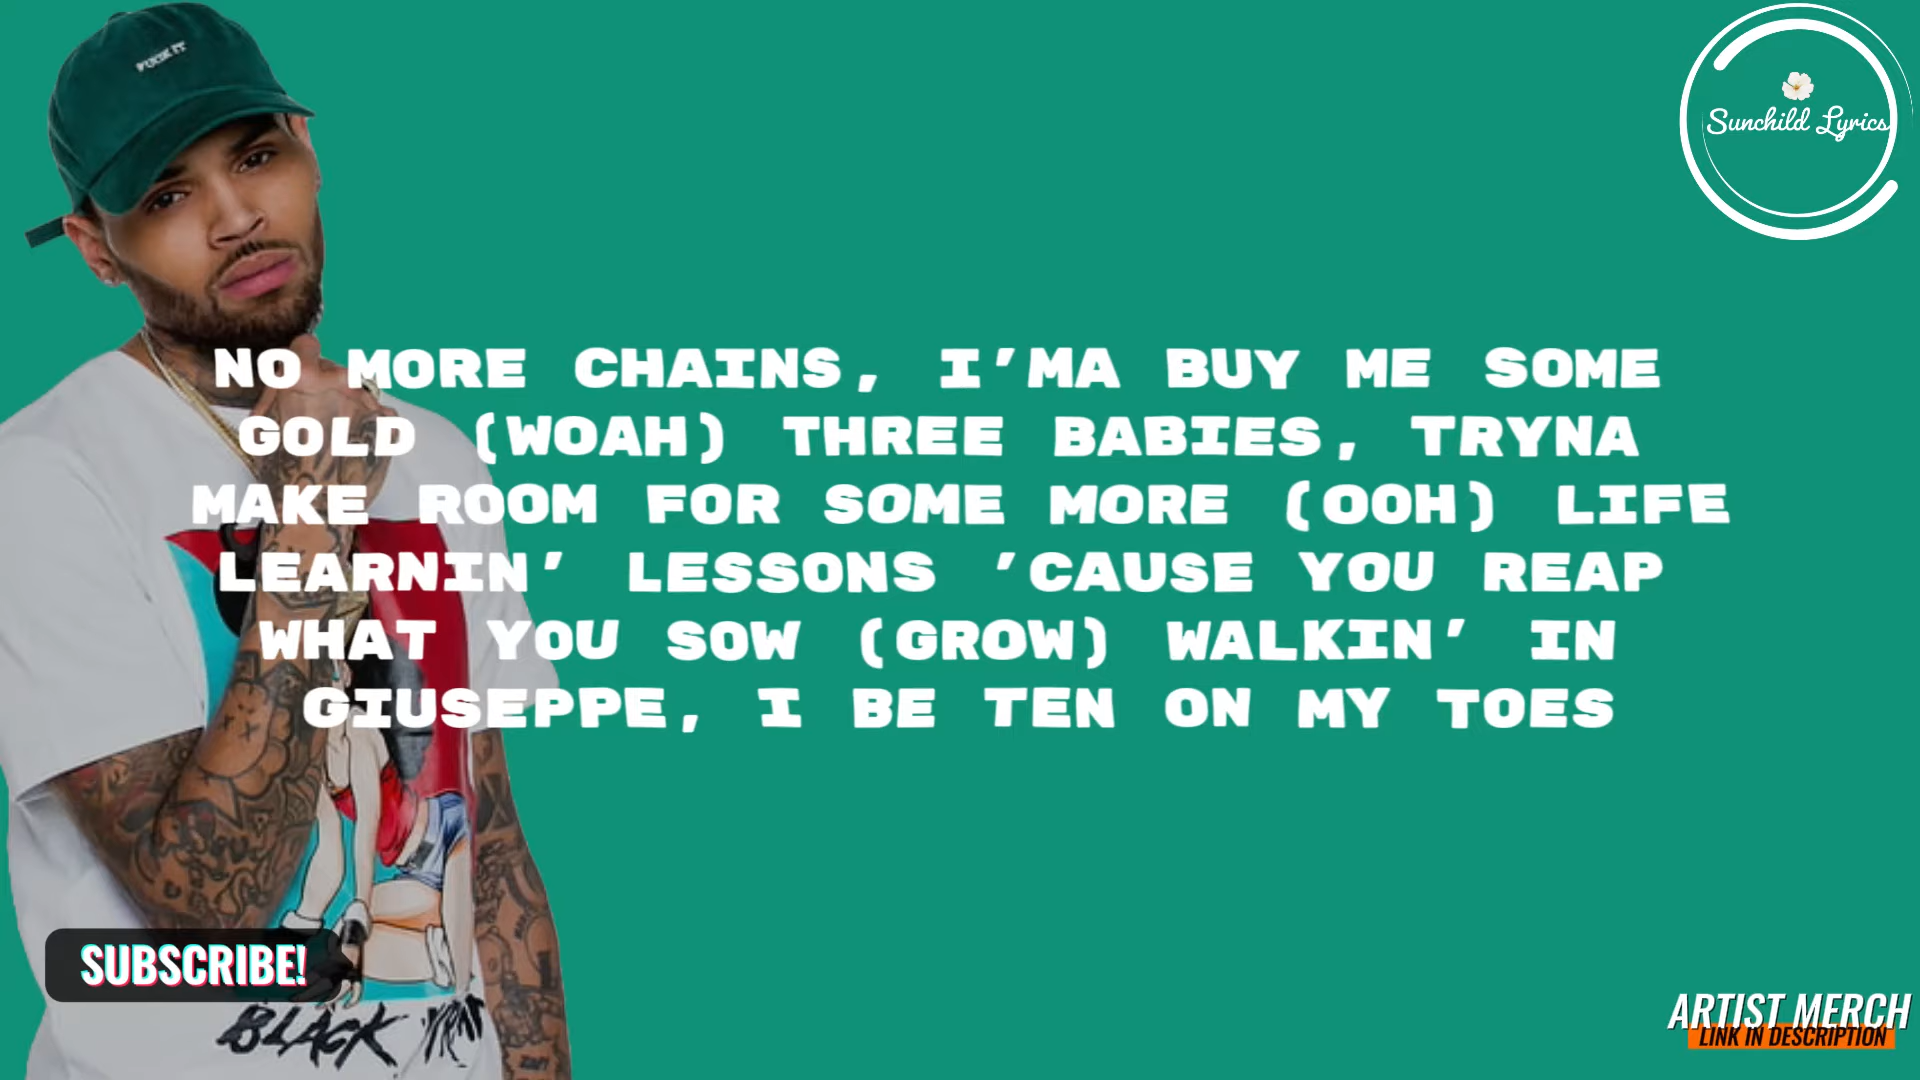 Sunchild Lyrics
NO MORE CHAINS, I'MA BUY ME SOME
GOLD (WOAH) THREE BABIES, TRYNA
MAKE ROOM FOR SOME MORE (OOH) LIFE
LEARNIN' LESSONS 'CAUSE YOU REAP
WHAT YOU SOW (GROW) WALKIN' IN
GIUSEPPE, I BE TEN ON MY TOES
SUBSCRIBE!
BLACK
ARTIST MERCH
LINK IN DESCRIPTION